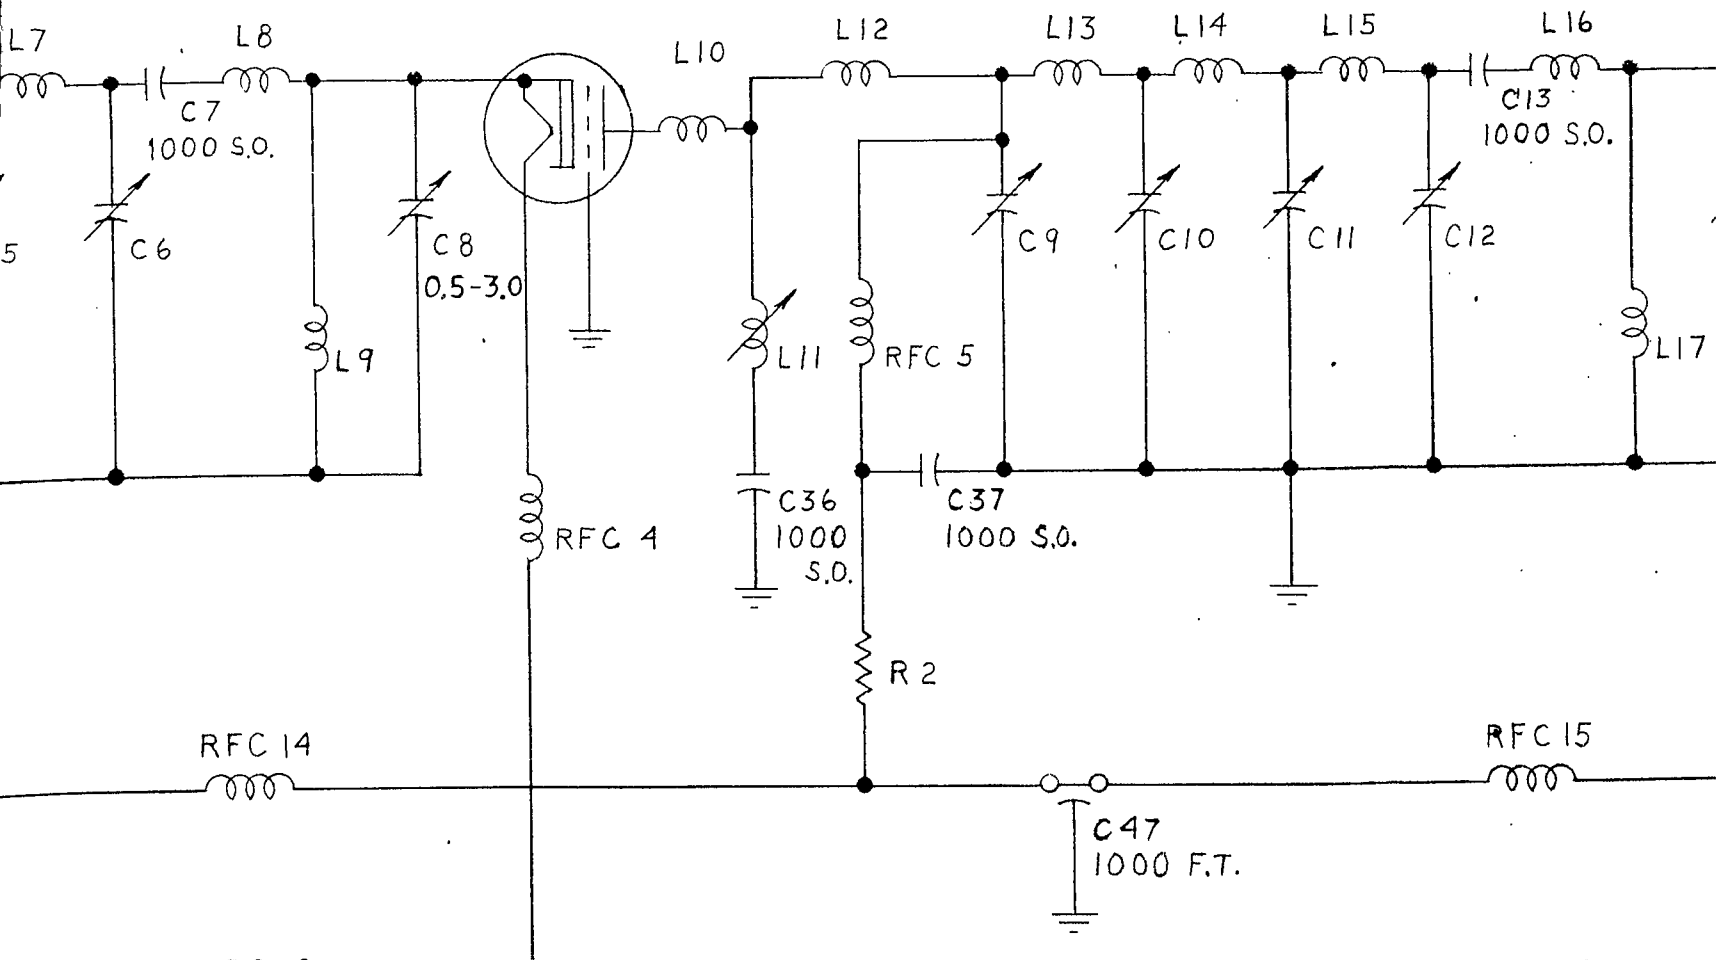 L7
L8
L10
L12
L13
L14
L15
L16
C7
1000 S.O.
C13
1000 S.O.
5
C6
C8
0.5-3.0
C9
C10
C11
C12
L9
L11
RFC 5
L17
RFC 4
C36
1000
S.O.
C37
1000 S.O.
R2
RFC 14
RFC 15
C47
1000 F.T.